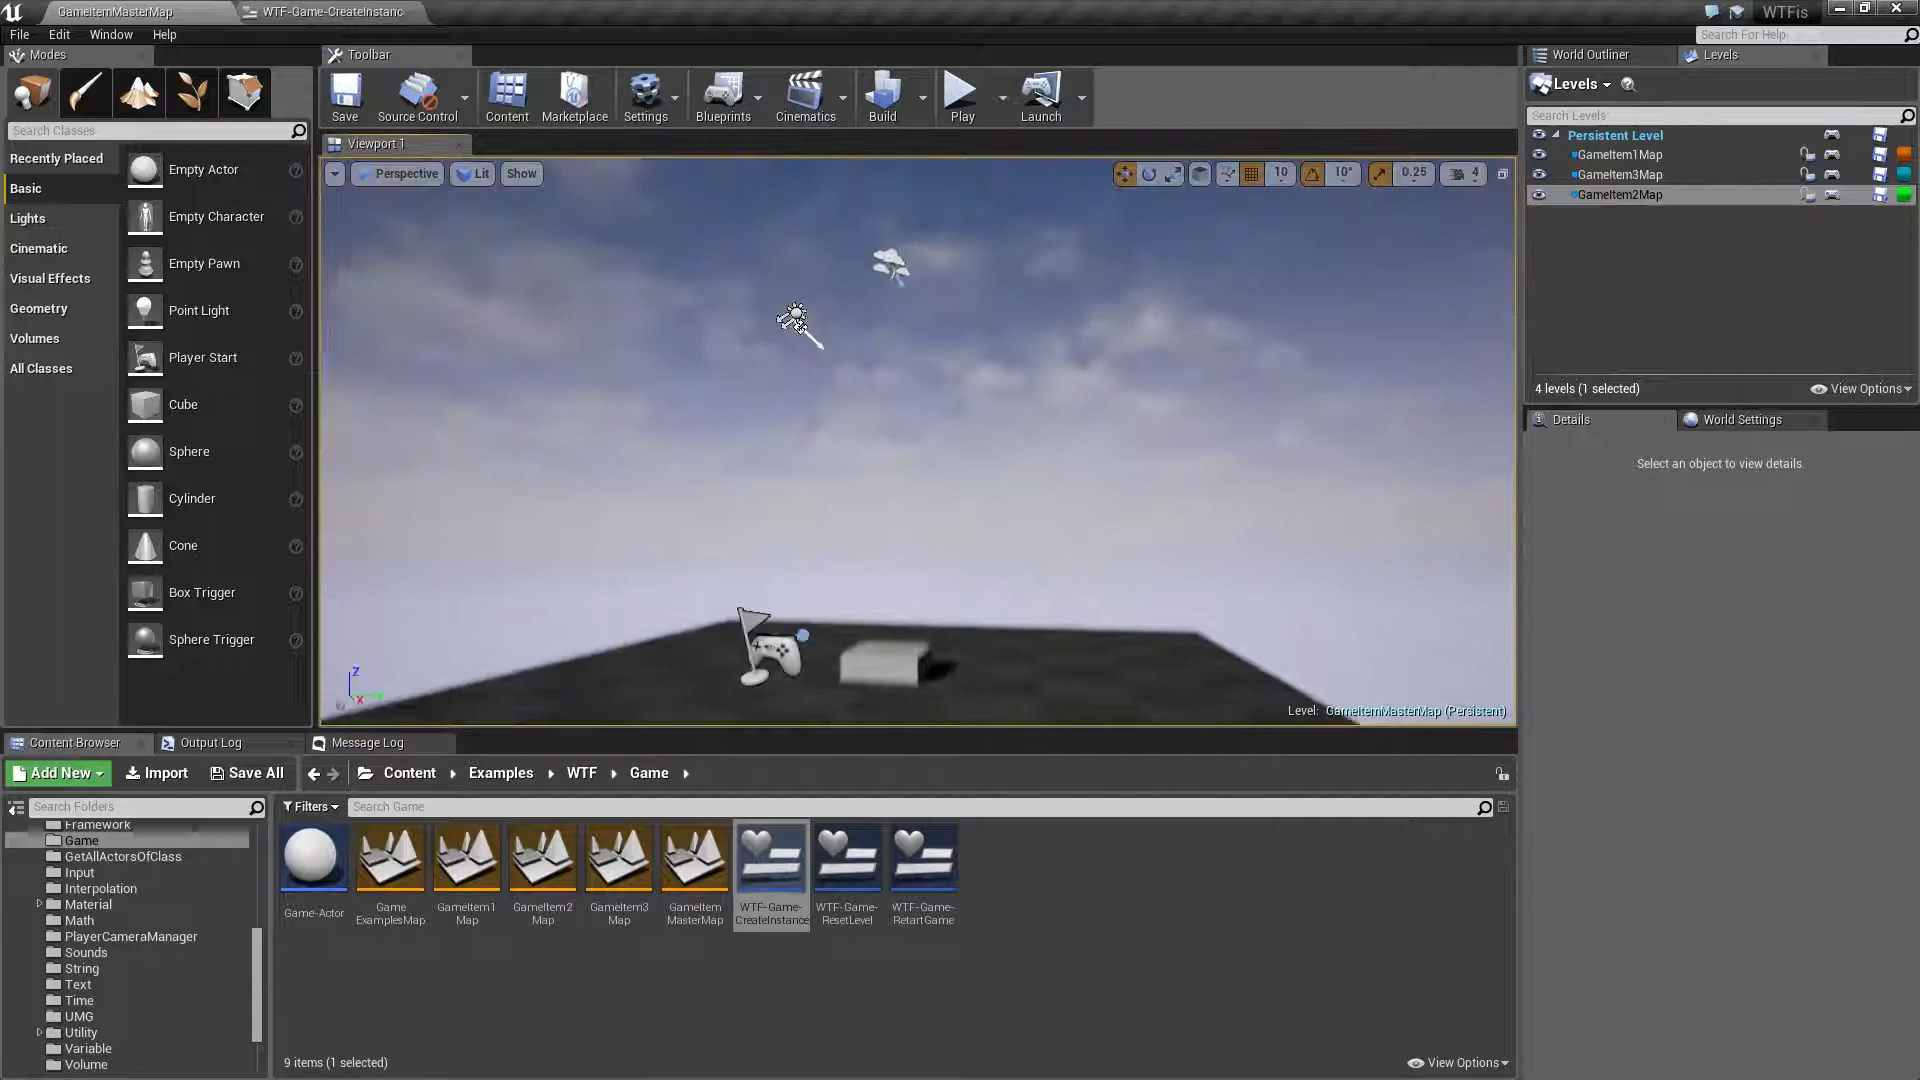 GameItemMasterMap
WTF-Game-CreateInstanc
WTFis
File
Edit
Window
Help
Search For Help
Modes
Toolbar
World Outliner
Levels
Save
Source Control
Content
Marketplace
Settings
Blueprints
Cinematics
Build
Play
Launch
Levels
Search Classes
Search Levels
Viewport 1
Perspective
Lit
Show
10
10°
0.25
4
Recently Placed
Basic
Lights
Cinematic
Visual Effects
Geometry
Volumes
All Classes
Empty Actor
Empty Character
Empty Pawn
Point Light
Player Start
Cube
Sphere
Cylinder
Cone
Box Trigger
Sphere Trigger
Persistent Level
GameItem1Map
GameItem3Map
GameItem2Map
4 levels (1 selected)
View Options
Details
World Settings
Select an object to view details.
Z
X
Level: GameItemMasterMap (Persistent)
Content Browser
Output Log
Message Log
Add New
Import
Save All
Content
Examples
WTF
Game
Search Folders
Filters
Search Game
Framework
Game
GetAllActorsOfClass
Input
Interpolation
Material
Math
PlayerCameraManager
Sounds
String
Text
Time
UMG
Utility
Variable
Volume
Game-Actor
Game
ExamplesMap
GameItem1
Map
GameItem2
Map
GameItem3
Map
GameItem
MasterMap
WTF-Game-
CreateInstance
WTF-Game-
ResetLevel
WTF-Game-
RetartGame
9 items (1 selected)
View Options